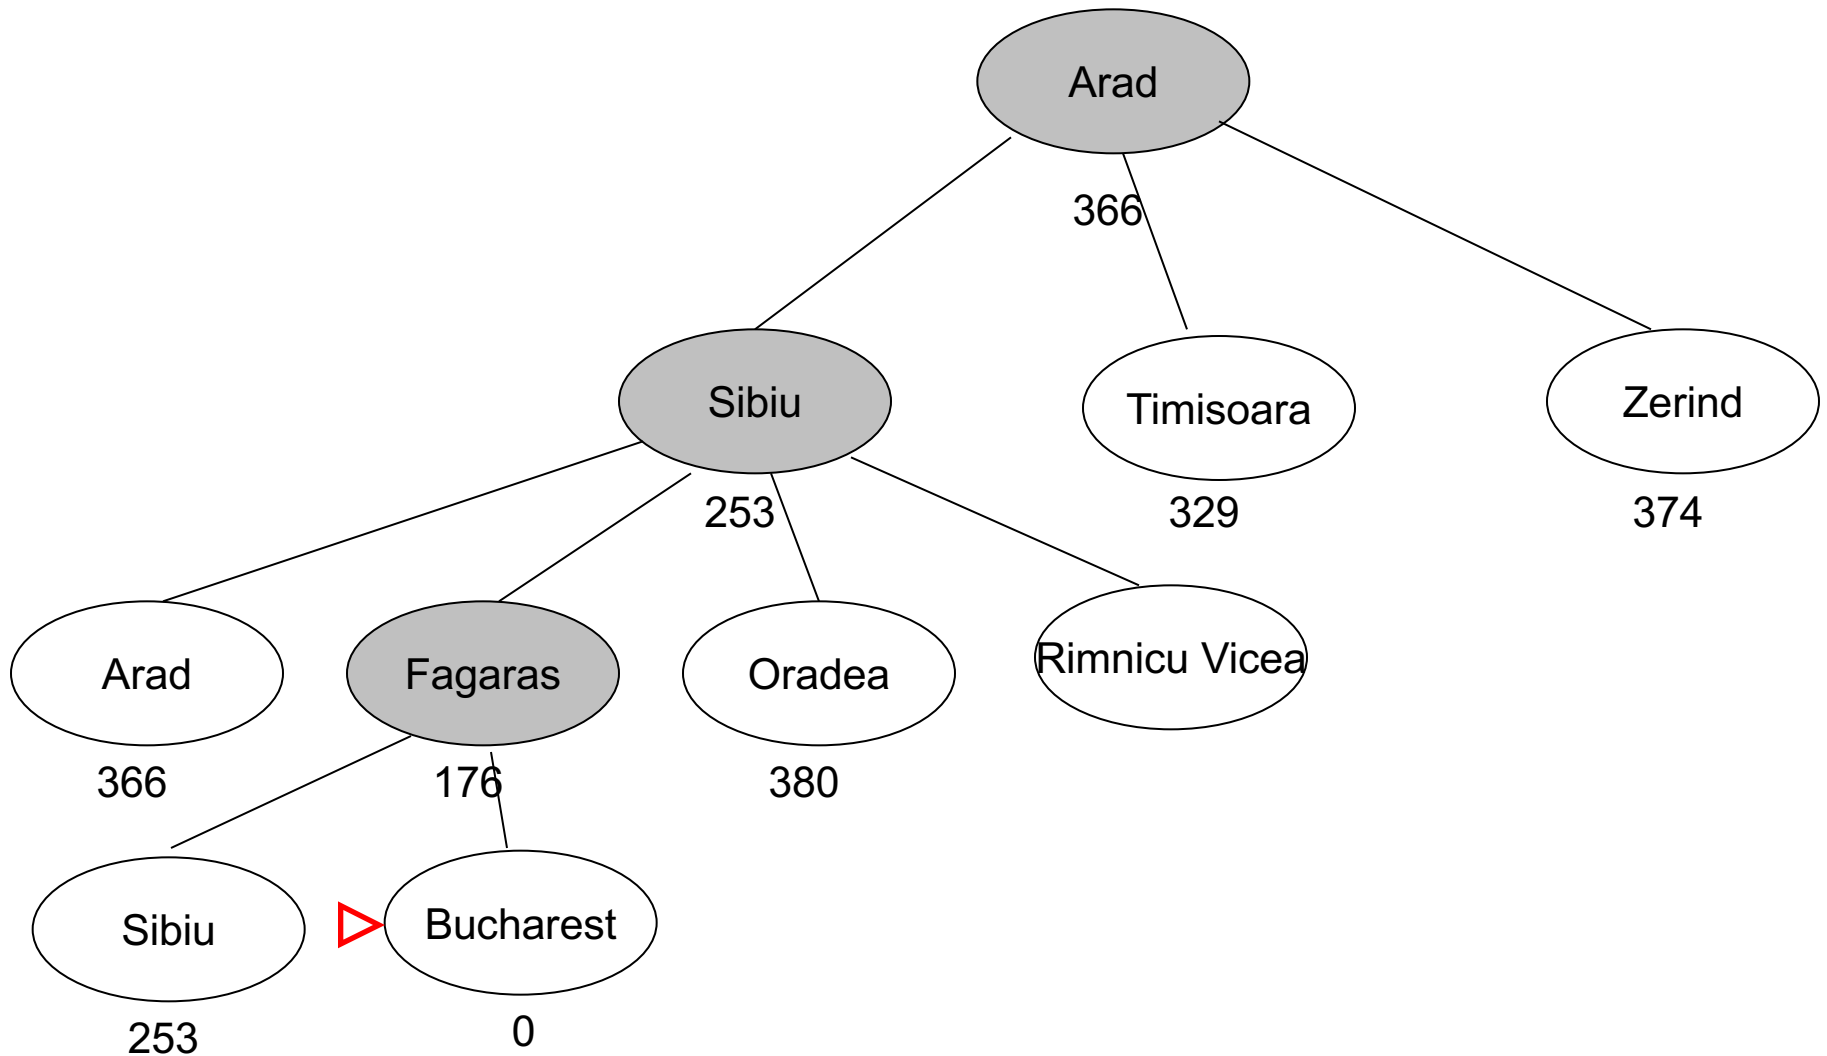 Arad
366
Sibiu
Timisoara
Zerind
253
329
374
Arad
Fagaras
Oradea
Rimnicu Vicea
366
176
380
Sibiu
Bucharest
253
0